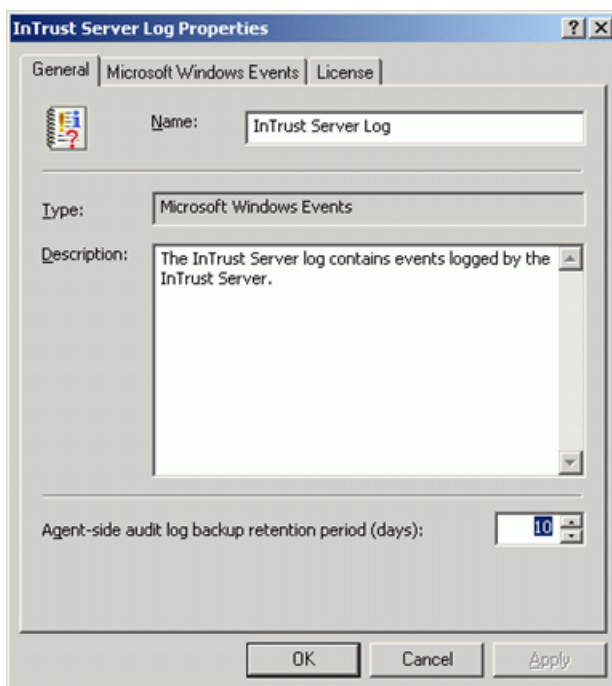 InTrust Server Log Properties
General Microsoft Windows Events License
Name: InTrust Server Log
Type: Microsoft Windows Events
Description: The InTrust Server log contains events logged by the
InTrust Server.
Agent-side audit log backup retention period (days): 10
OK Cancel Apply